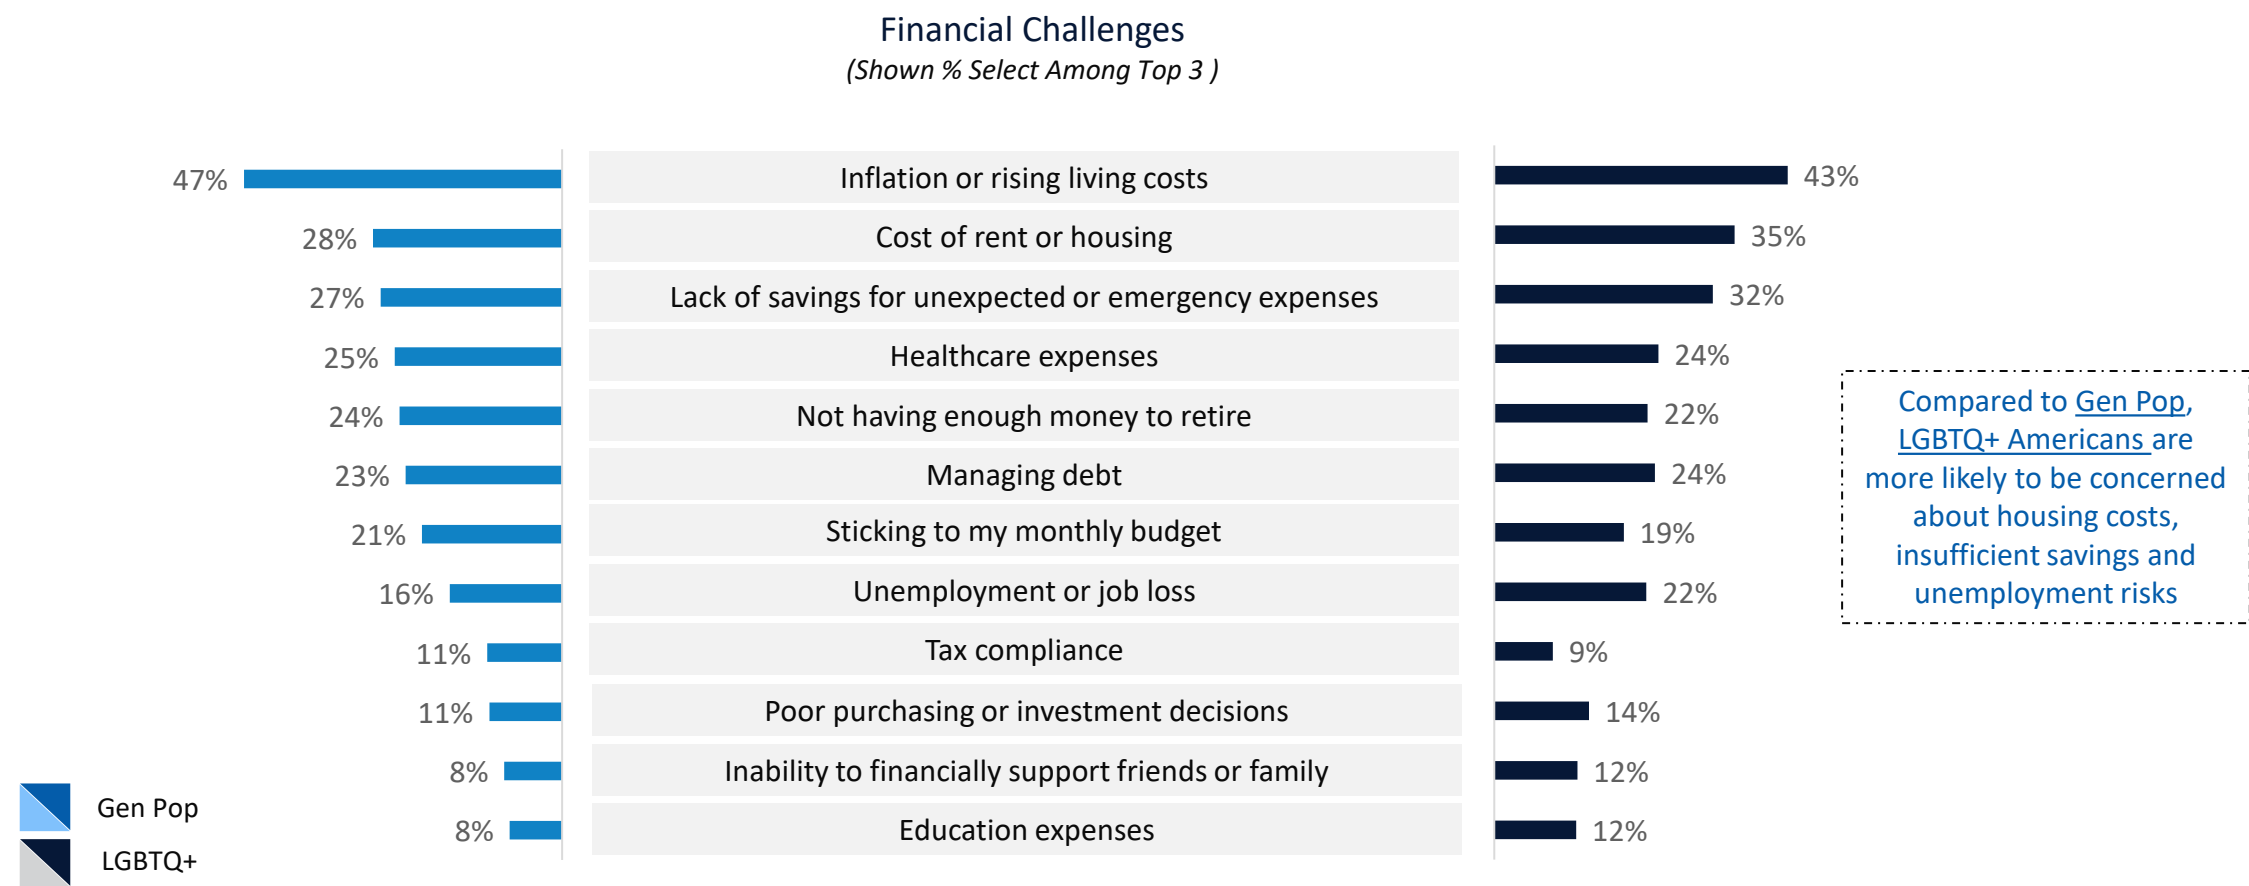 Financial Challenges
(Shown % Select Among Top 3 )
47% Inflation or rising living costs 43%
28% Cost of rent or housing 35%
27% Lack of savings for unexpected or emergency expenses 32%
25% Healthcare expenses 24%
24% Not having enough money to retire 22%
23% Managing debt 24%
21% Sticking to my monthly budget 19%
16% Unemployment or job loss 22%
11% Tax compliance 9%
11% Poor purchasing or investment decisions 14%
8% Inability to financially support friends or family 12%
8% Education expenses 12%
Compared to Gen Pop,
LGBTQ+ Americans are
more likely to be concerned
about housing costs,
insufficient savings and
unemployment risks
Gen Pop
LGBTQ+